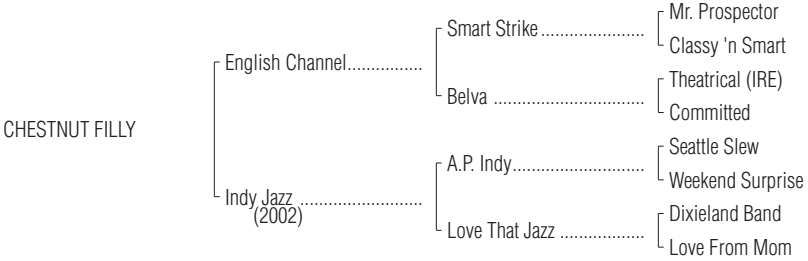 Mr. Prospector
Smart Strike......................
Classy 'n Smart
English Channel................
Theatrical (IRE)
Belva ................................
Committed
CHESTNUT FILLY
Seattle Slew
A.P. Indy............................
Weekend Surprise
Indy Jazz ..........................
(2002)
Dixieland Band
Love That Jazz ..................
Love From Mom